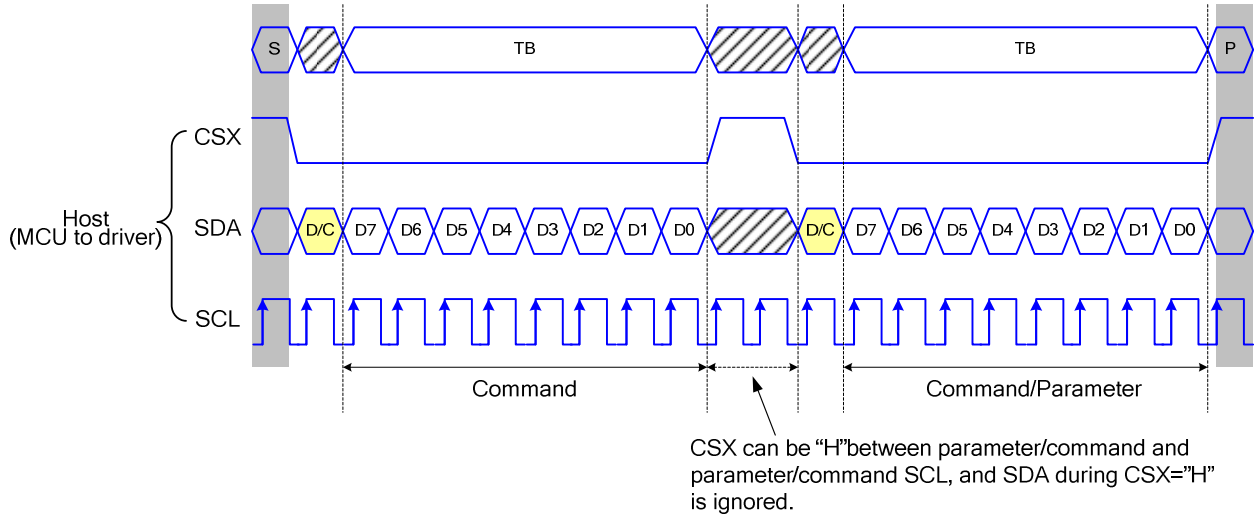 S TB TB P
CSX
Host
(MCU to driver)
SDA
D/C D7 D6 D5 D4 D3 D2 D1 D0 D/C D7 D6 D5 D4 D3 D2 D1 D0
SCL
Command Command/Parameter
CSX can be “H”between parameter/command and
parameter/command SCL, and SDA during CSX=”H”
is ignored.